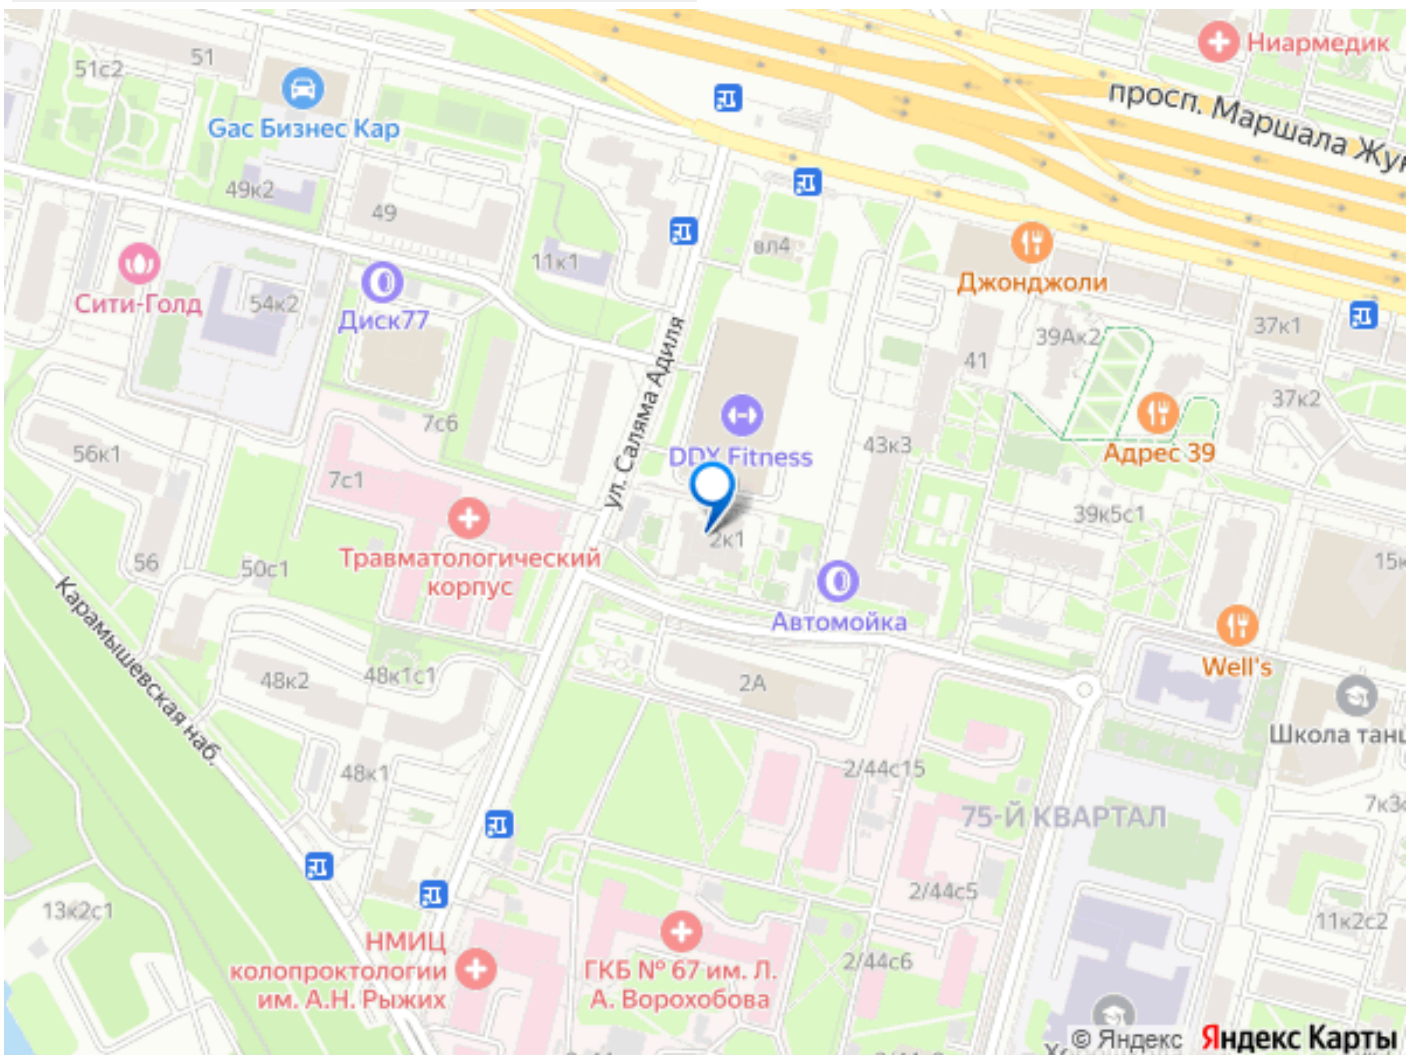 Ниармедик
просп. Маршала Жук
51
51с2
Gac Бизнес Кар
49к2
49
11к1
вл4
Джонджоли
Сити-Голд
54к2
Диск77
ул. Саляма Адиля
39Ак2
37к1
41
37к2
7с6
DDX Fitness
43к3
Адрес 39
56к1
7с1
39к5с1
2к1
Травматологический
корпус
56
50с1
15к
Автомойка
Карамышевская наб.
Well's
48к2
48к1с1
2А
Школа танц
48к1
2/44с15
75-Й КВАРТАЛ
7к3с
2/44с5
13к2с1
11к2с2
НМИЦ
колопроктологии
им. А.Н. Рыжих
ГКБ № 67 им. Л.
А. Ворохобова
2/44с6
© Яндекс
Яндекс Карты